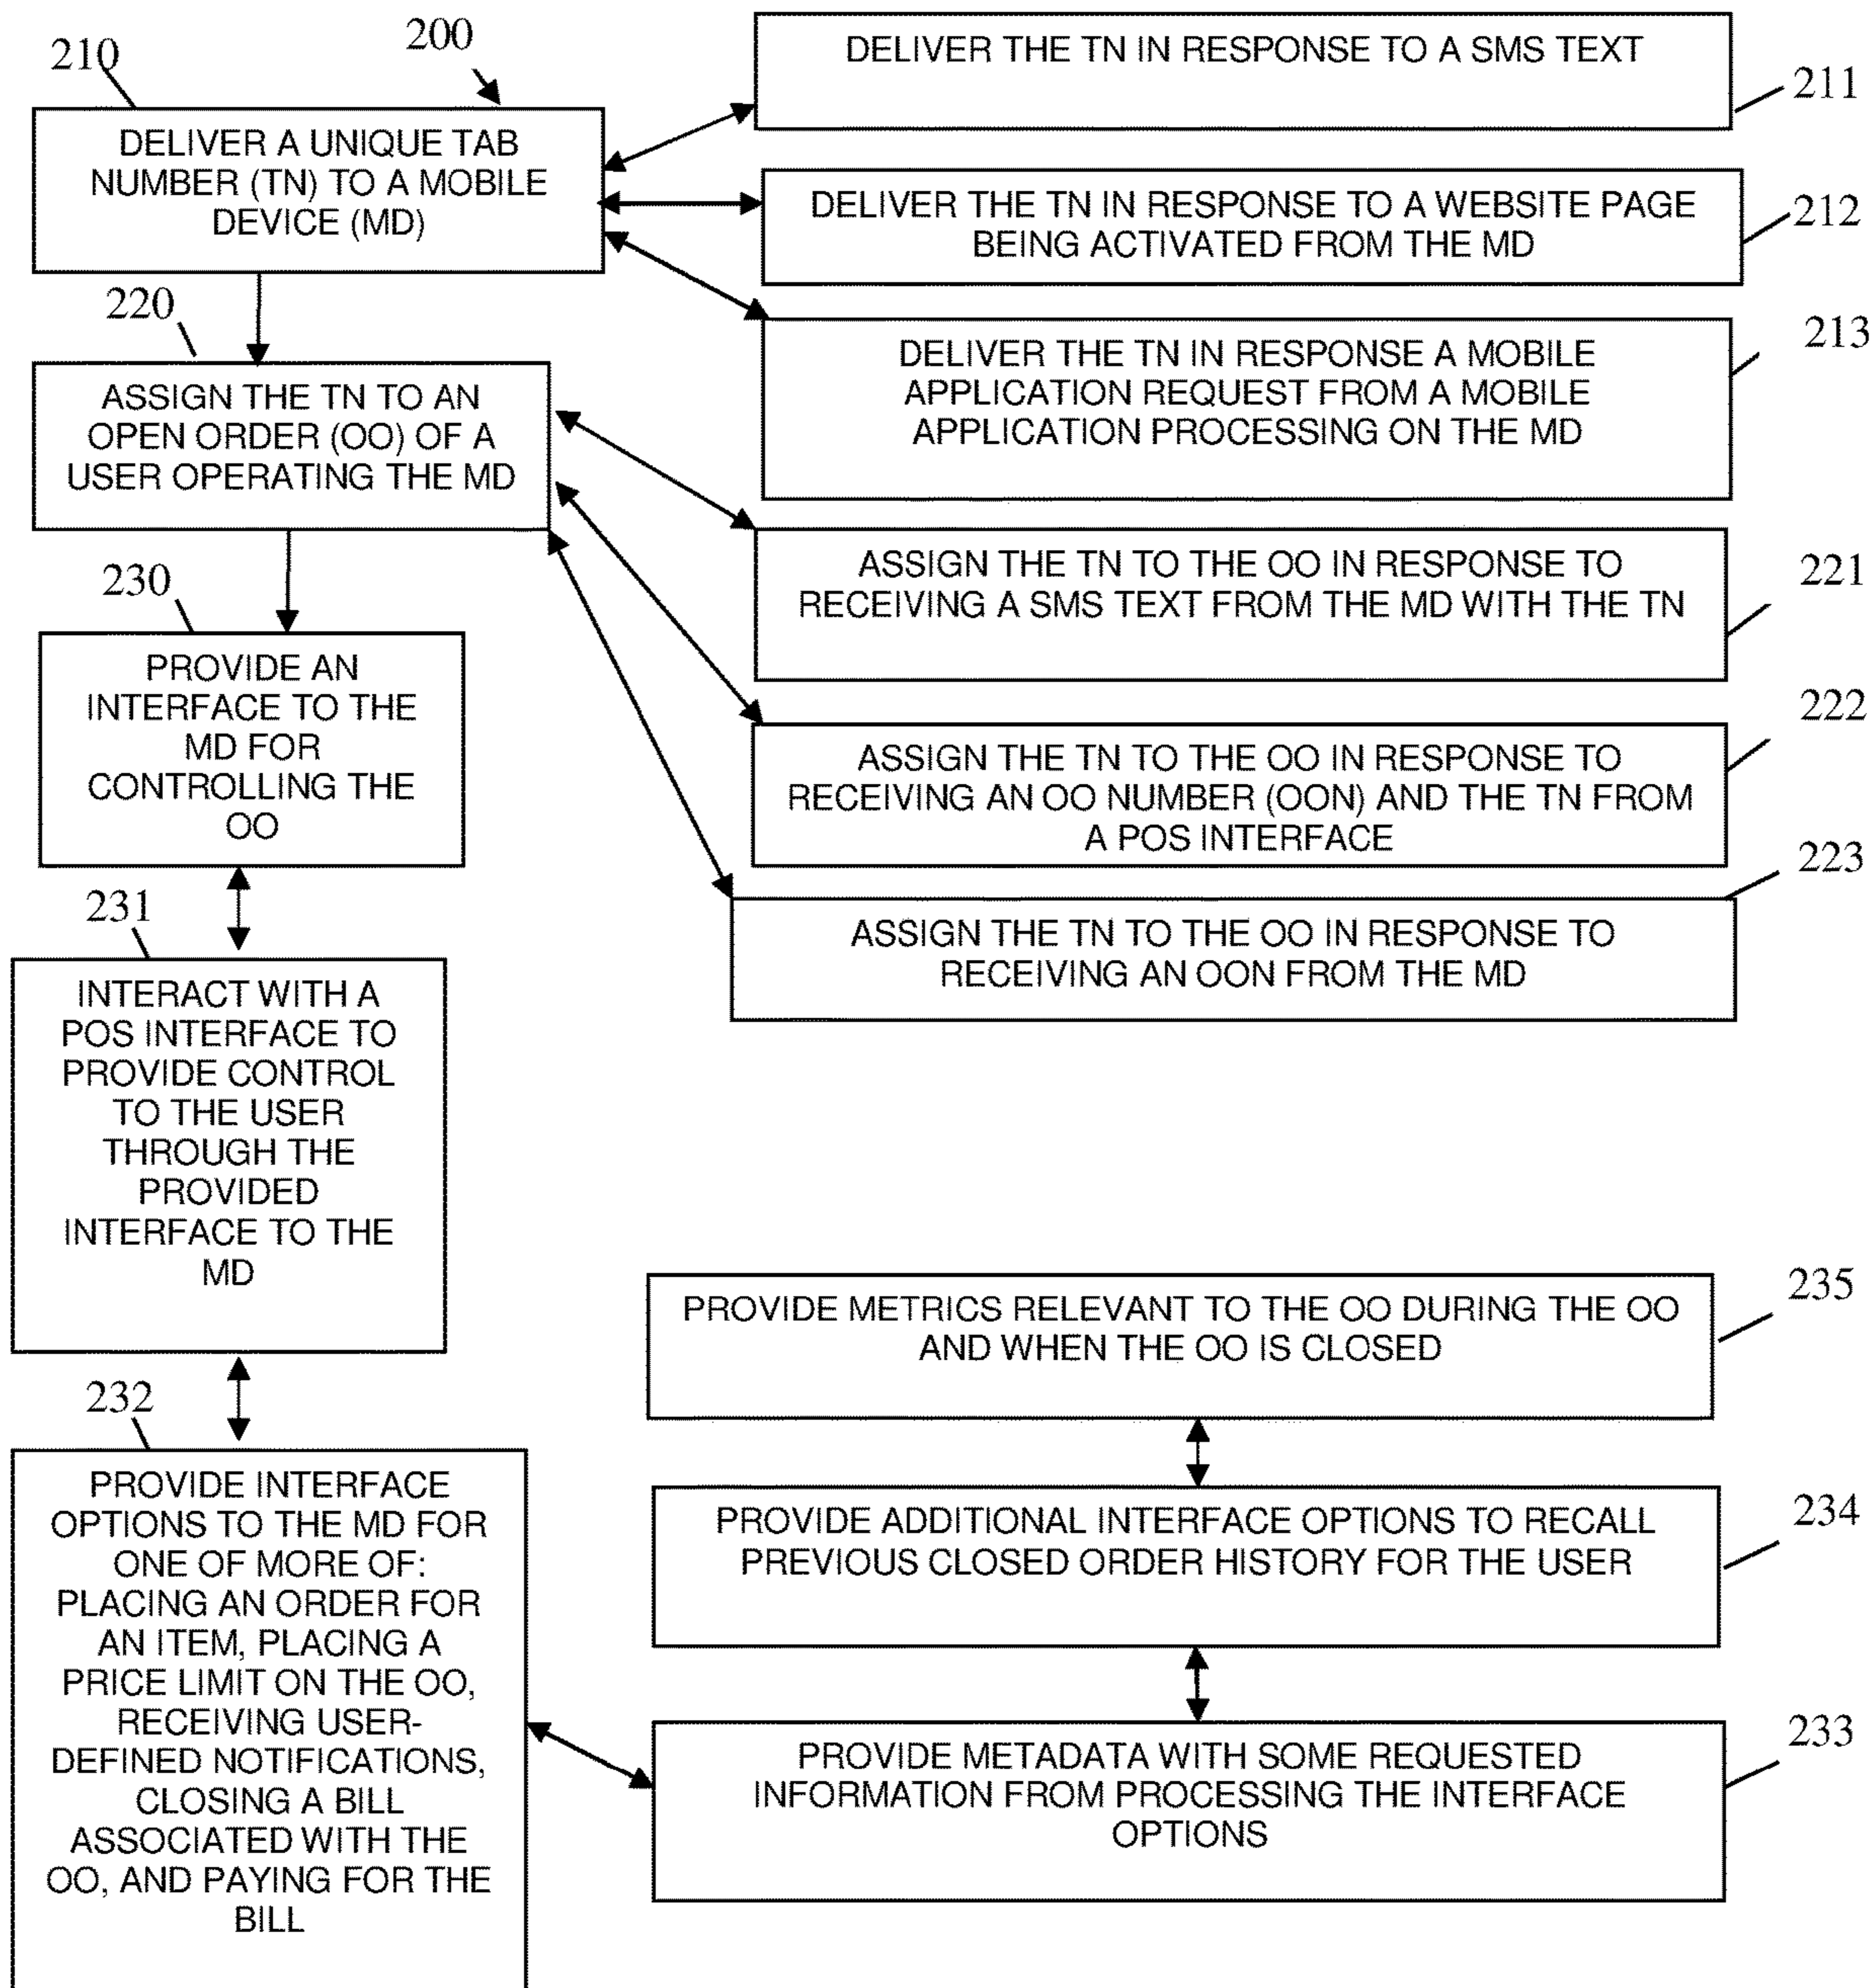 200
210
DELIVER A UNIQUE TAB
NUMBER (TN) TO A MOBILE
DEVICE (MD)
DELIVER THE TN IN RESPONSE TO A SMS TEXT
211
DELIVER THE TN IN RESPONSE TO A WEBSITE PAGE
BEING ACTIVATED FROM THE MD
212
DELIVER THE TN IN RESPONSE A MOBILE
APPLICATION REQUEST FROM A MOBILE
APPLICATION PROCESSING ON THE MD
213
220
ASSIGN THE TN TO AN
OPEN ORDER (OO) OF A
USER OPERATING THE MD
ASSIGN THE TN TO THE OO IN RESPONSE TO
RECEIVING A SMS TEXT FROM THE MD WITH THE TN
221
ASSIGN THE TN TO THE OO IN RESPONSE TO
RECEIVING AN OO NUMBER (OON) AND THE TN FROM
A POS INTERFACE
222
ASSIGN THE TN TO THE OO IN RESPONSE TO
RECEIVING AN OON FROM THE MD
223
230
PROVIDE AN
INTERFACE TO THE
MD FOR
CONTROLLING THE
OO
231
INTERACT WITH A
POS INTERFACE TO
PROVIDE CONTROL
TO THE USER
THROUGH THE
PROVIDED
INTERFACE TO THE
MD
232
PROVIDE INTERFACE
OPTIONS TO THE MD FOR
ONE OF MORE OF:
PLACING AN ORDER FOR
AN ITEM, PLACING A
PRICE LIMIT ON THE OO,
RECEIVING USER-
DEFINED NOTIFICATIONS,
CLOSING A BILL
ASSOCIATED WITH THE
OO, AND PAYING FOR THE
BILL
PROVIDE METRICS RELEVANT TO THE OO DURING THE OO
AND WHEN THE OO IS CLOSED
235
PROVIDE ADDITIONAL INTERFACE OPTIONS TO RECALL
PREVIOUS CLOSED ORDER HISTORY FOR THE USER
234
PROVIDE METADATA WITH SOME REQUESTED
INFORMATION FROM PROCESSING THE INTERFACE
OPTIONS
233